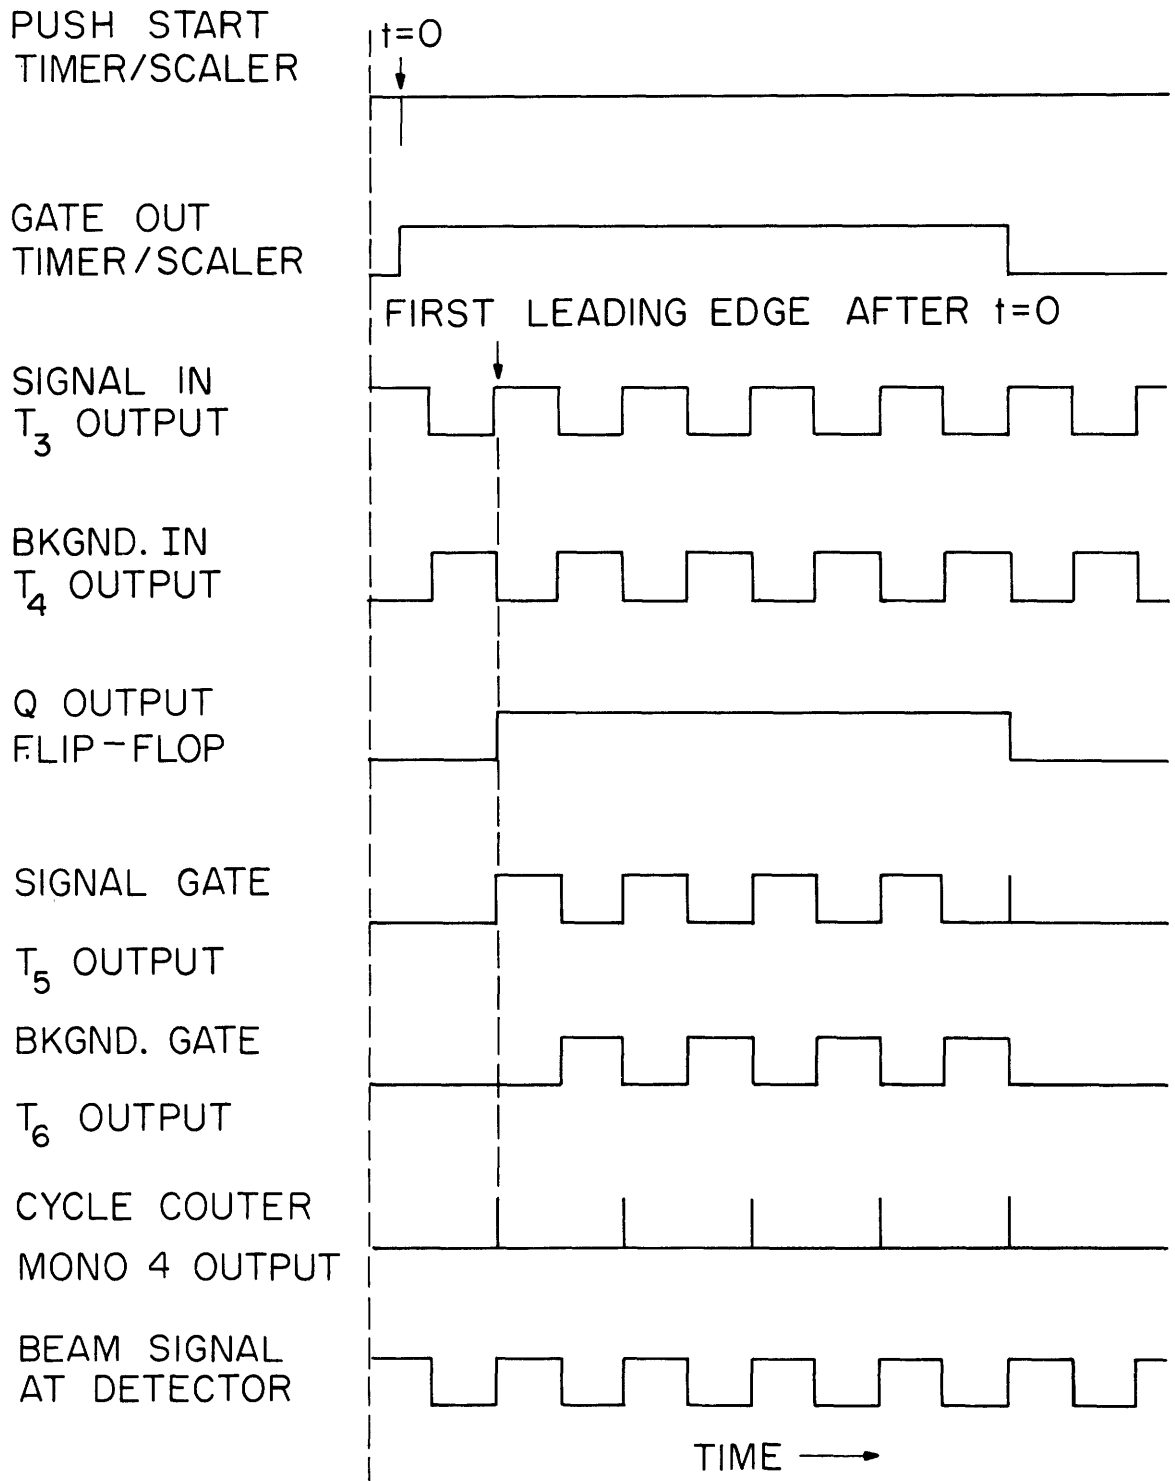 PUSH START
TIMER/SCALER
t=0
GATE OUT
TIMER/SCALER
FIRST LEADING EDGE AFTER t=0
SIGNAL IN
T3 OUTPUT
BKGND. IN
T4 OUTPUT
Q OUTPUT
F.LIP-FLOP
SIGNAL GATE
T5 OUTPUT
BKGND. GATE
T6 OUTPUT
CYCLE COUTER
MONO 4 OUTPUT
BEAM SIGNAL
AT DETECTOR
TIME